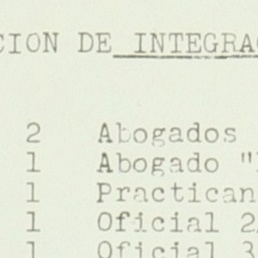 CION DE INTEGRAC
2 Abogados
1 Abogado "
1 Practican
1 Oficial 2
1 Oficial 3